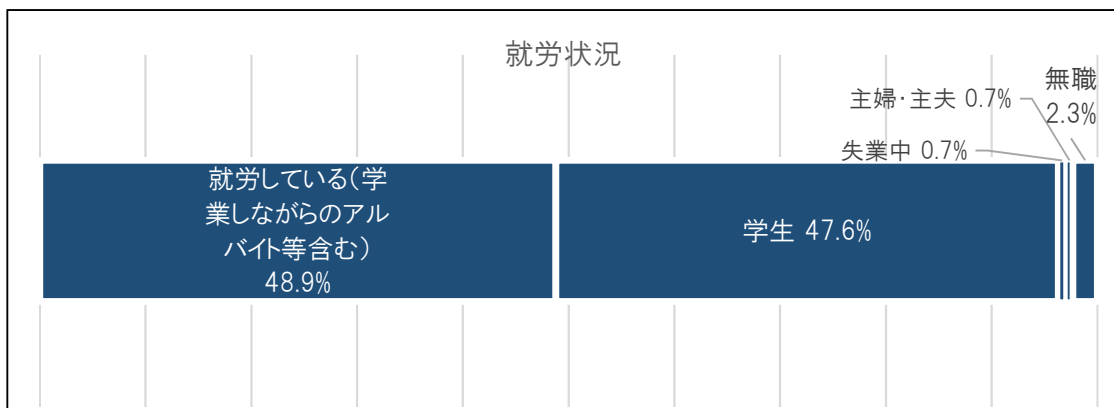 就労状況
無職
2.3%
主婦・主夫 0.7%
失業中 0.7%
就労している(学
業しながらのアル
バイト等含む)
48.9%
学生 47.6%